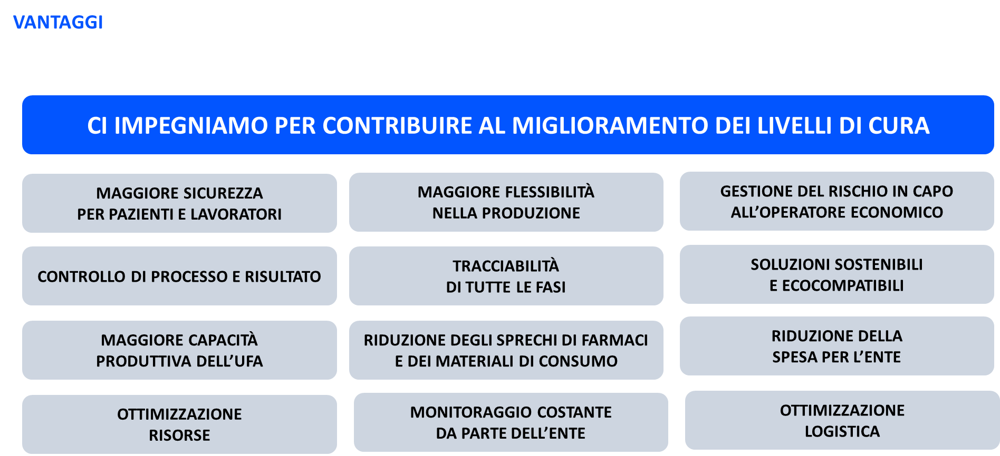 VANTAGGI
CI IMPEGNIAMO PER CONTRIBUIRE AL MIGLIORAMENTO DEI LIVELLI DI CURA
MAGGIORE SICUREZZA
PER PAZIENTI E LAVORATORI
MAGGIORE FLESSIBILITÀ
NELLA PRODUZIONE
GESTIONE DEL RISCHIO IN CAPO
ALL’OPERATORE ECONOMICO
CONTROLLO DI PROCESSO E RISULTATO
TRACCIABILITÀ
DI TUTTE LE FASI
SOLUZIONI SOSTENIBILI
E ECOCOMPATIBILI
MAGGIORE CAPACITÀ
PRODUTTIVA DELL’UFA
RIDUZIONE DEGLI SPRECHI DI FARMACI
E DEI MATERIALI DI CONSUMO
RIDUZIONE DELLA
SPESA PER L’ENTE
OTTIMIZZAZIONE
RISORSE
MONITORAGGIO COSTANTE
DA PARTE DELL’ENTE
OTTIMIZZAZIONE
LOGISTICA